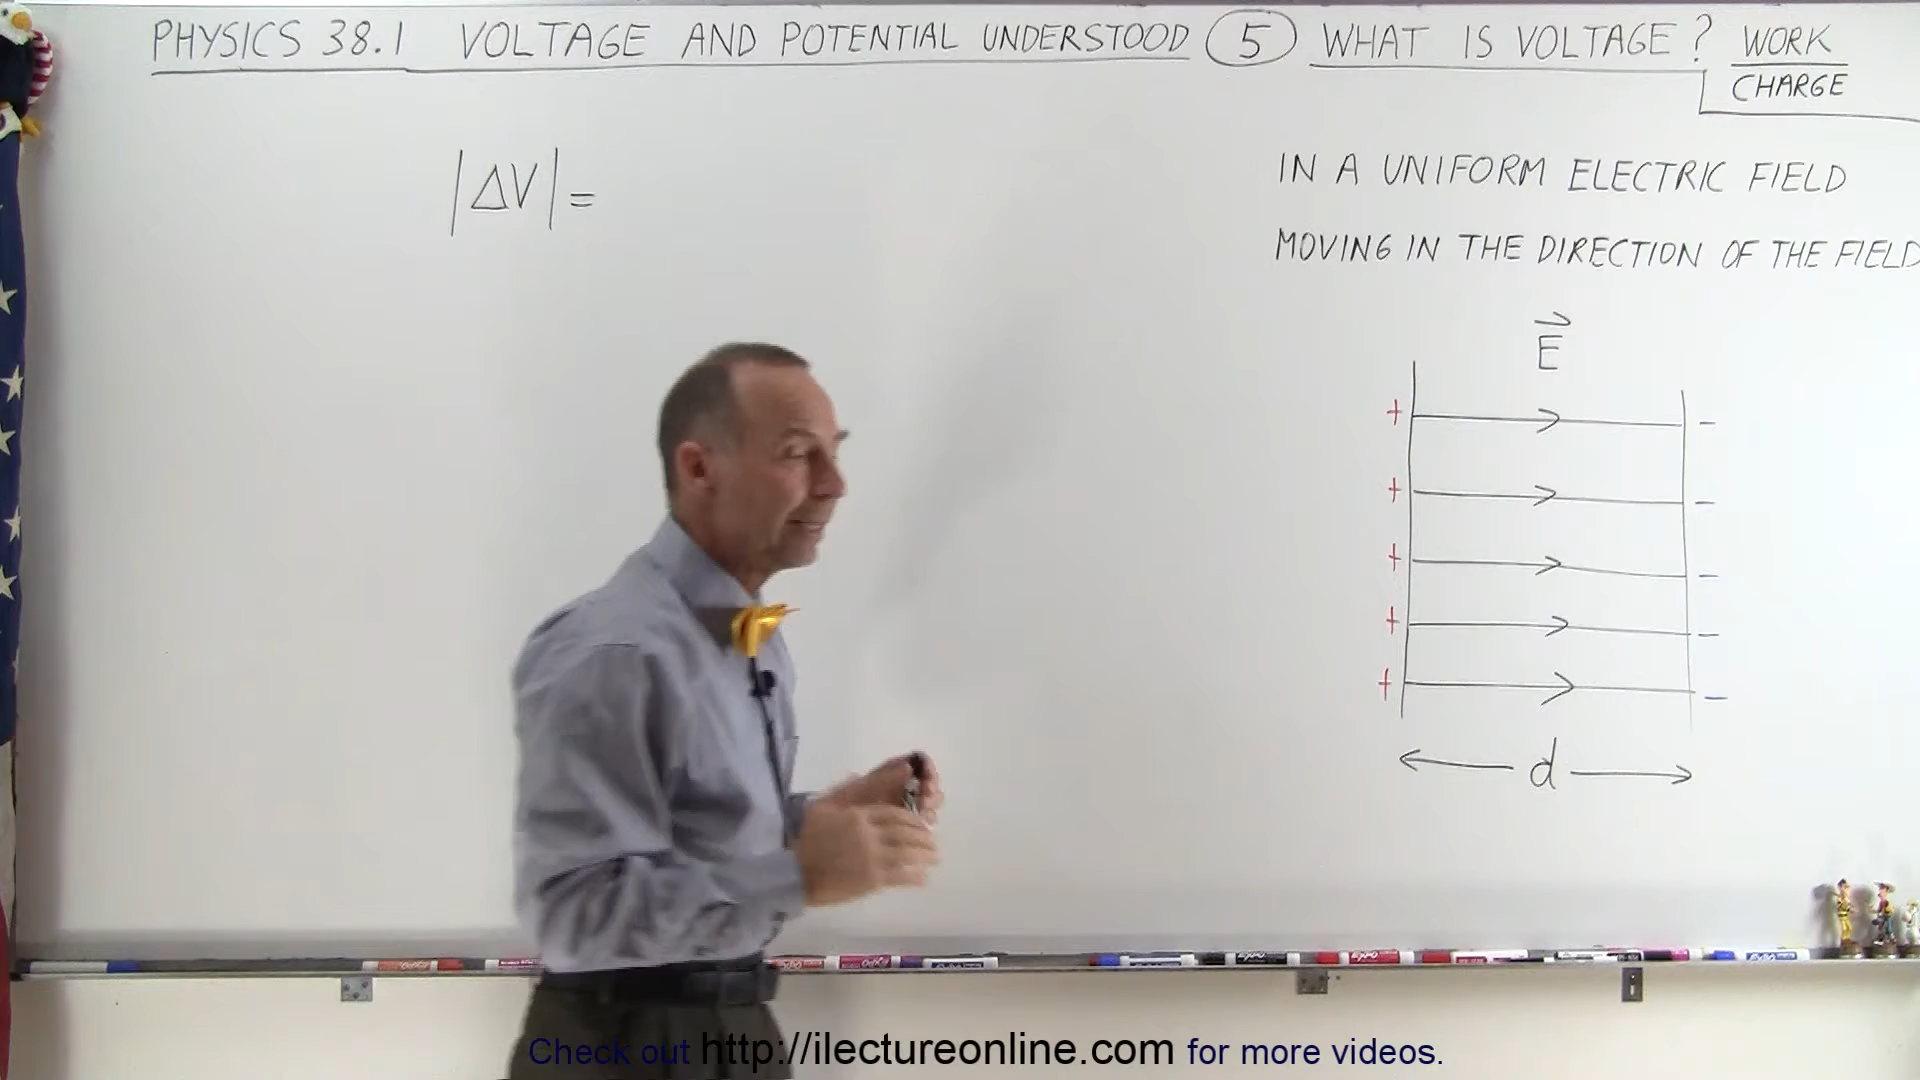 PHYSICS 38.1 VOLTAGE AND POTENTIAL UNDERSTOOD 5 WHAT IS VOLTAGE? WORK
CHARGE
|ΔV| =
IN A UNIFORM ELECTRIC FIELD
MOVING IN THE DIRECTION OF THE FIELD
E
+ −
+ −
+ −
+ −
+ −
d
EXPO
Check out http://ilectureonline.com for more videos.